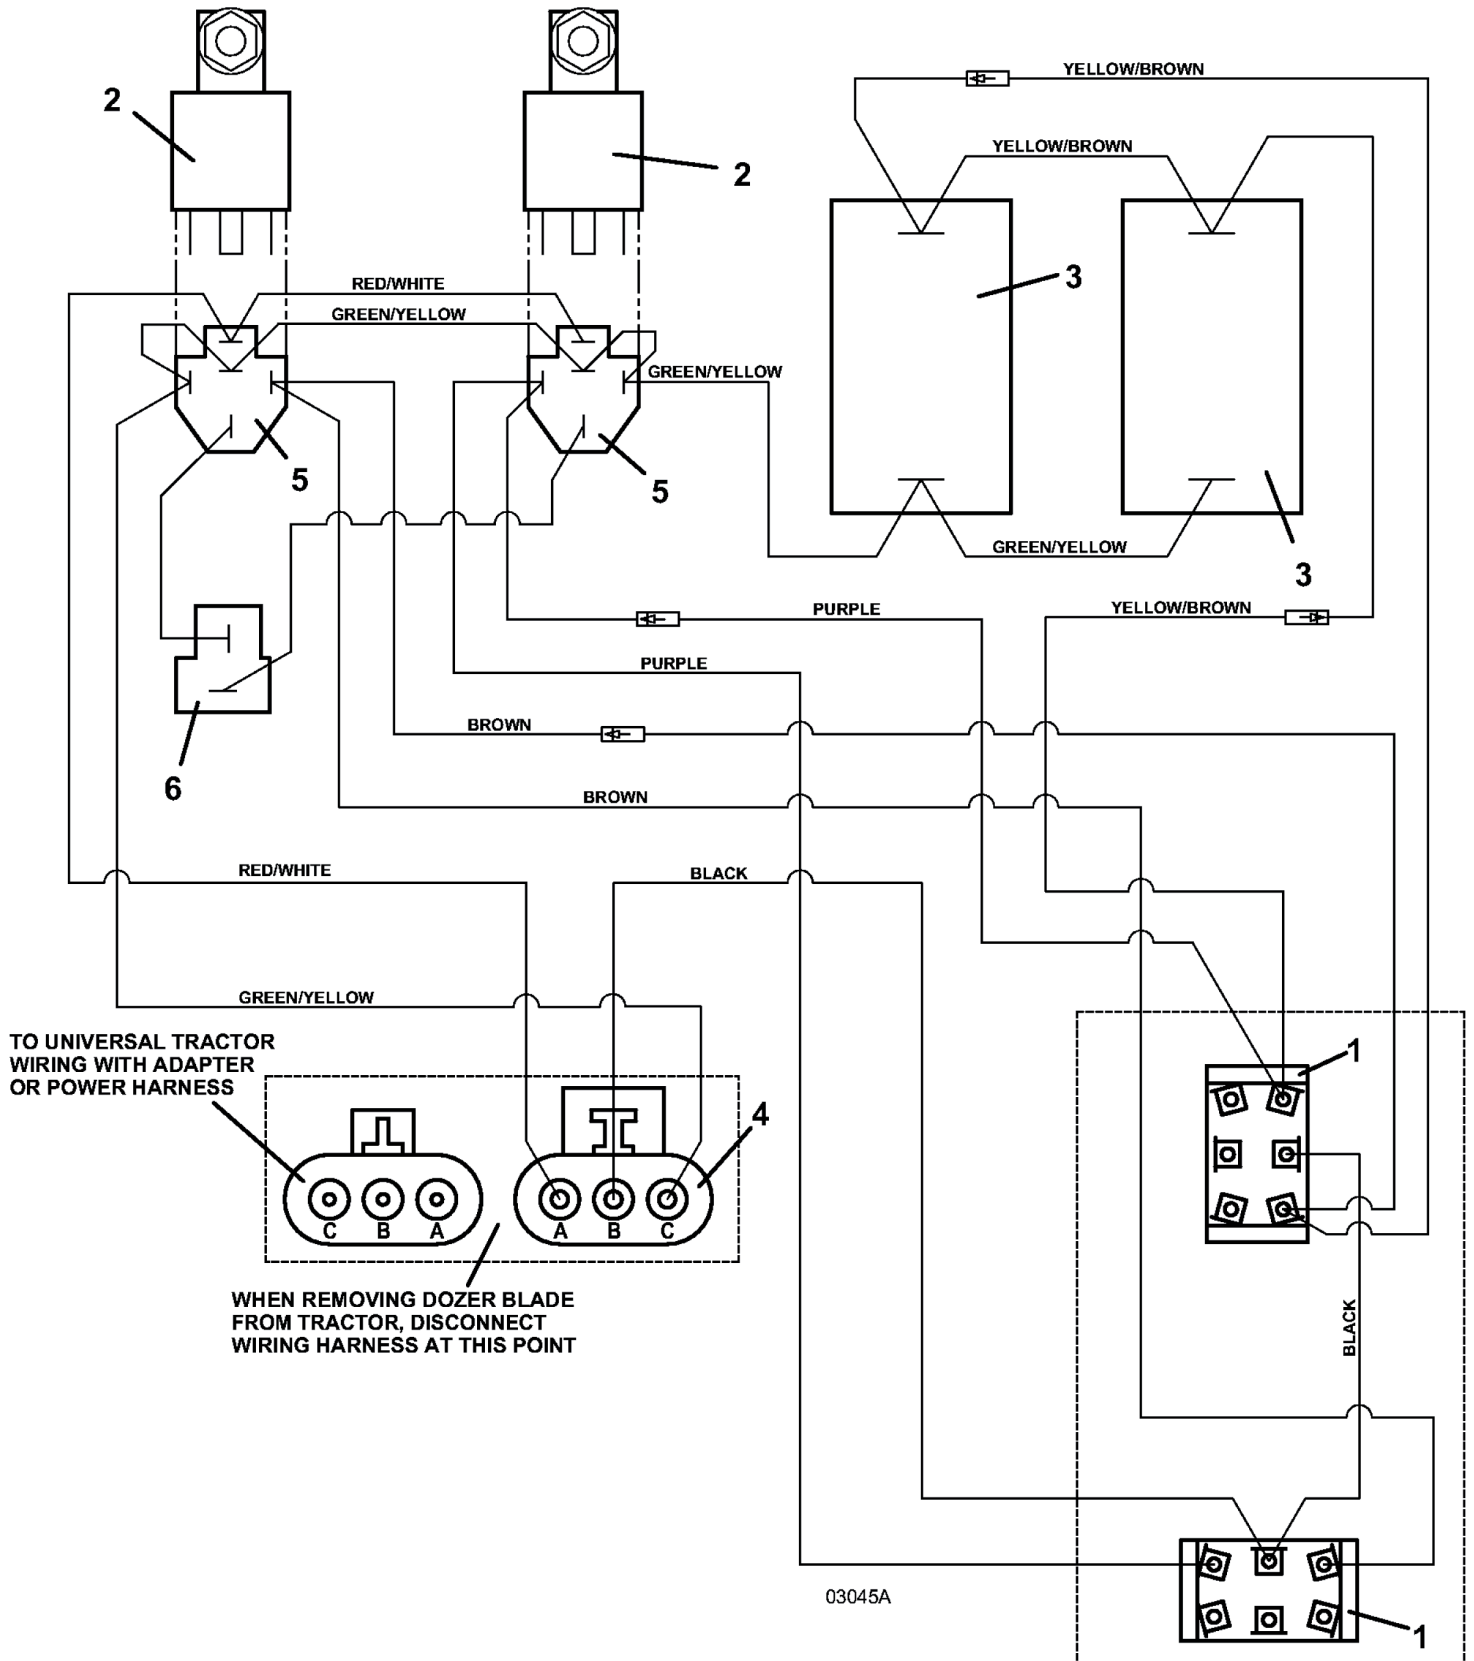 YELLOW/BROWN
2
2
YELLOW/BROWN
3
RED/WHITE
GREEN/YELLOW
GREEN/YELLOW
5
5
GREEN/YELLOW
3
PURPLE
YELLOW/BROWN
PURPLE
BROWN
6
BROWN
RED/WHITE
BLACK
GREEN/YELLOW
TO UNIVERSAL TRACTOR
WIRING WITH ADAPTER
OR POWER HARNESS
1
4
C B A
A B C
WHEN REMOVING DOZER BLADE
FROM TRACTOR, DISCONNECT
WIRING HARNESS AT THIS POINT
BLACK
03045A
1